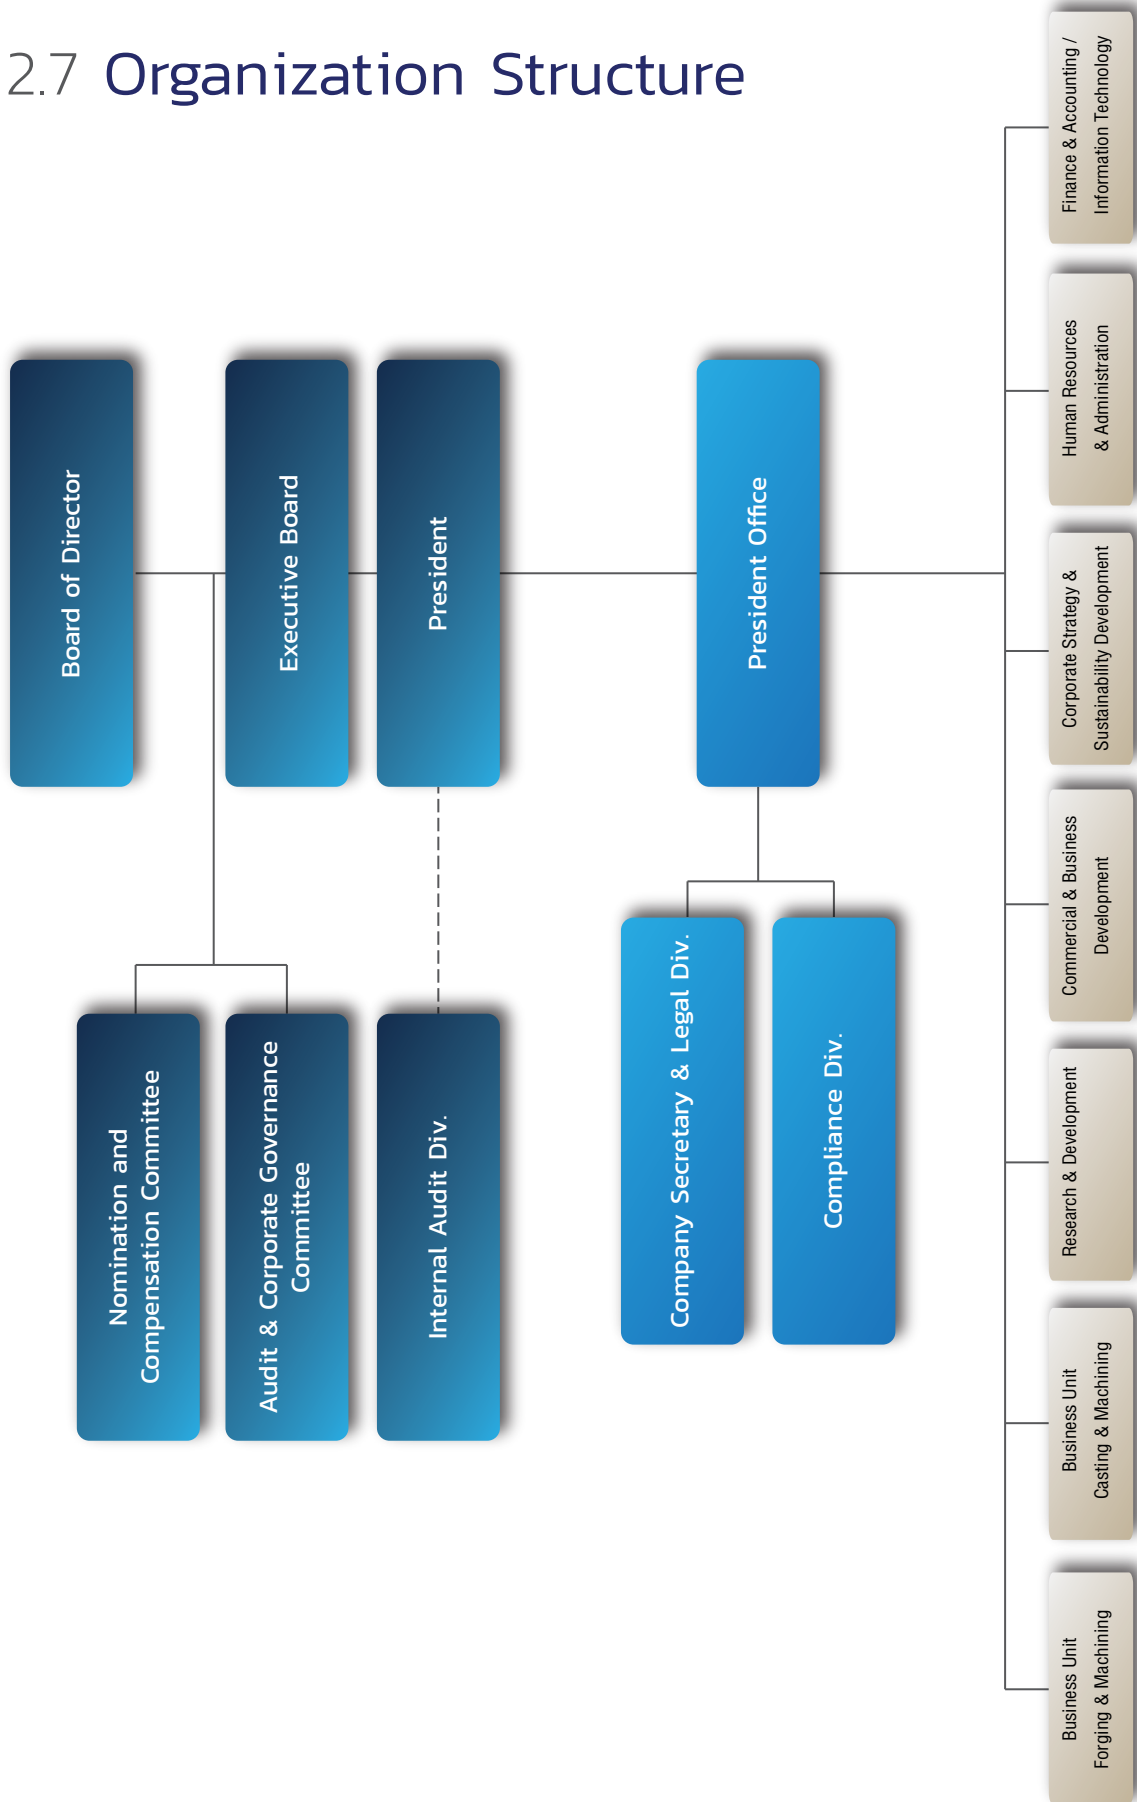 2.7 Organization Structure
Board of Director
Nomination and
Compensation Committee
Audit & Corporate Governance
Committee
Executive Board
President
Internal Audit Div.
President Office
Company Secretary & Legal Div.
Compliance Div.
Business Unit
Forging & Machining
Business Unit
Casting & Machining
Research & Development
Commercial & Business
Development
Corporate Strategy &
Sustainability Development
Human Resources
& Administration
Finance & Accounting /
Information Technology